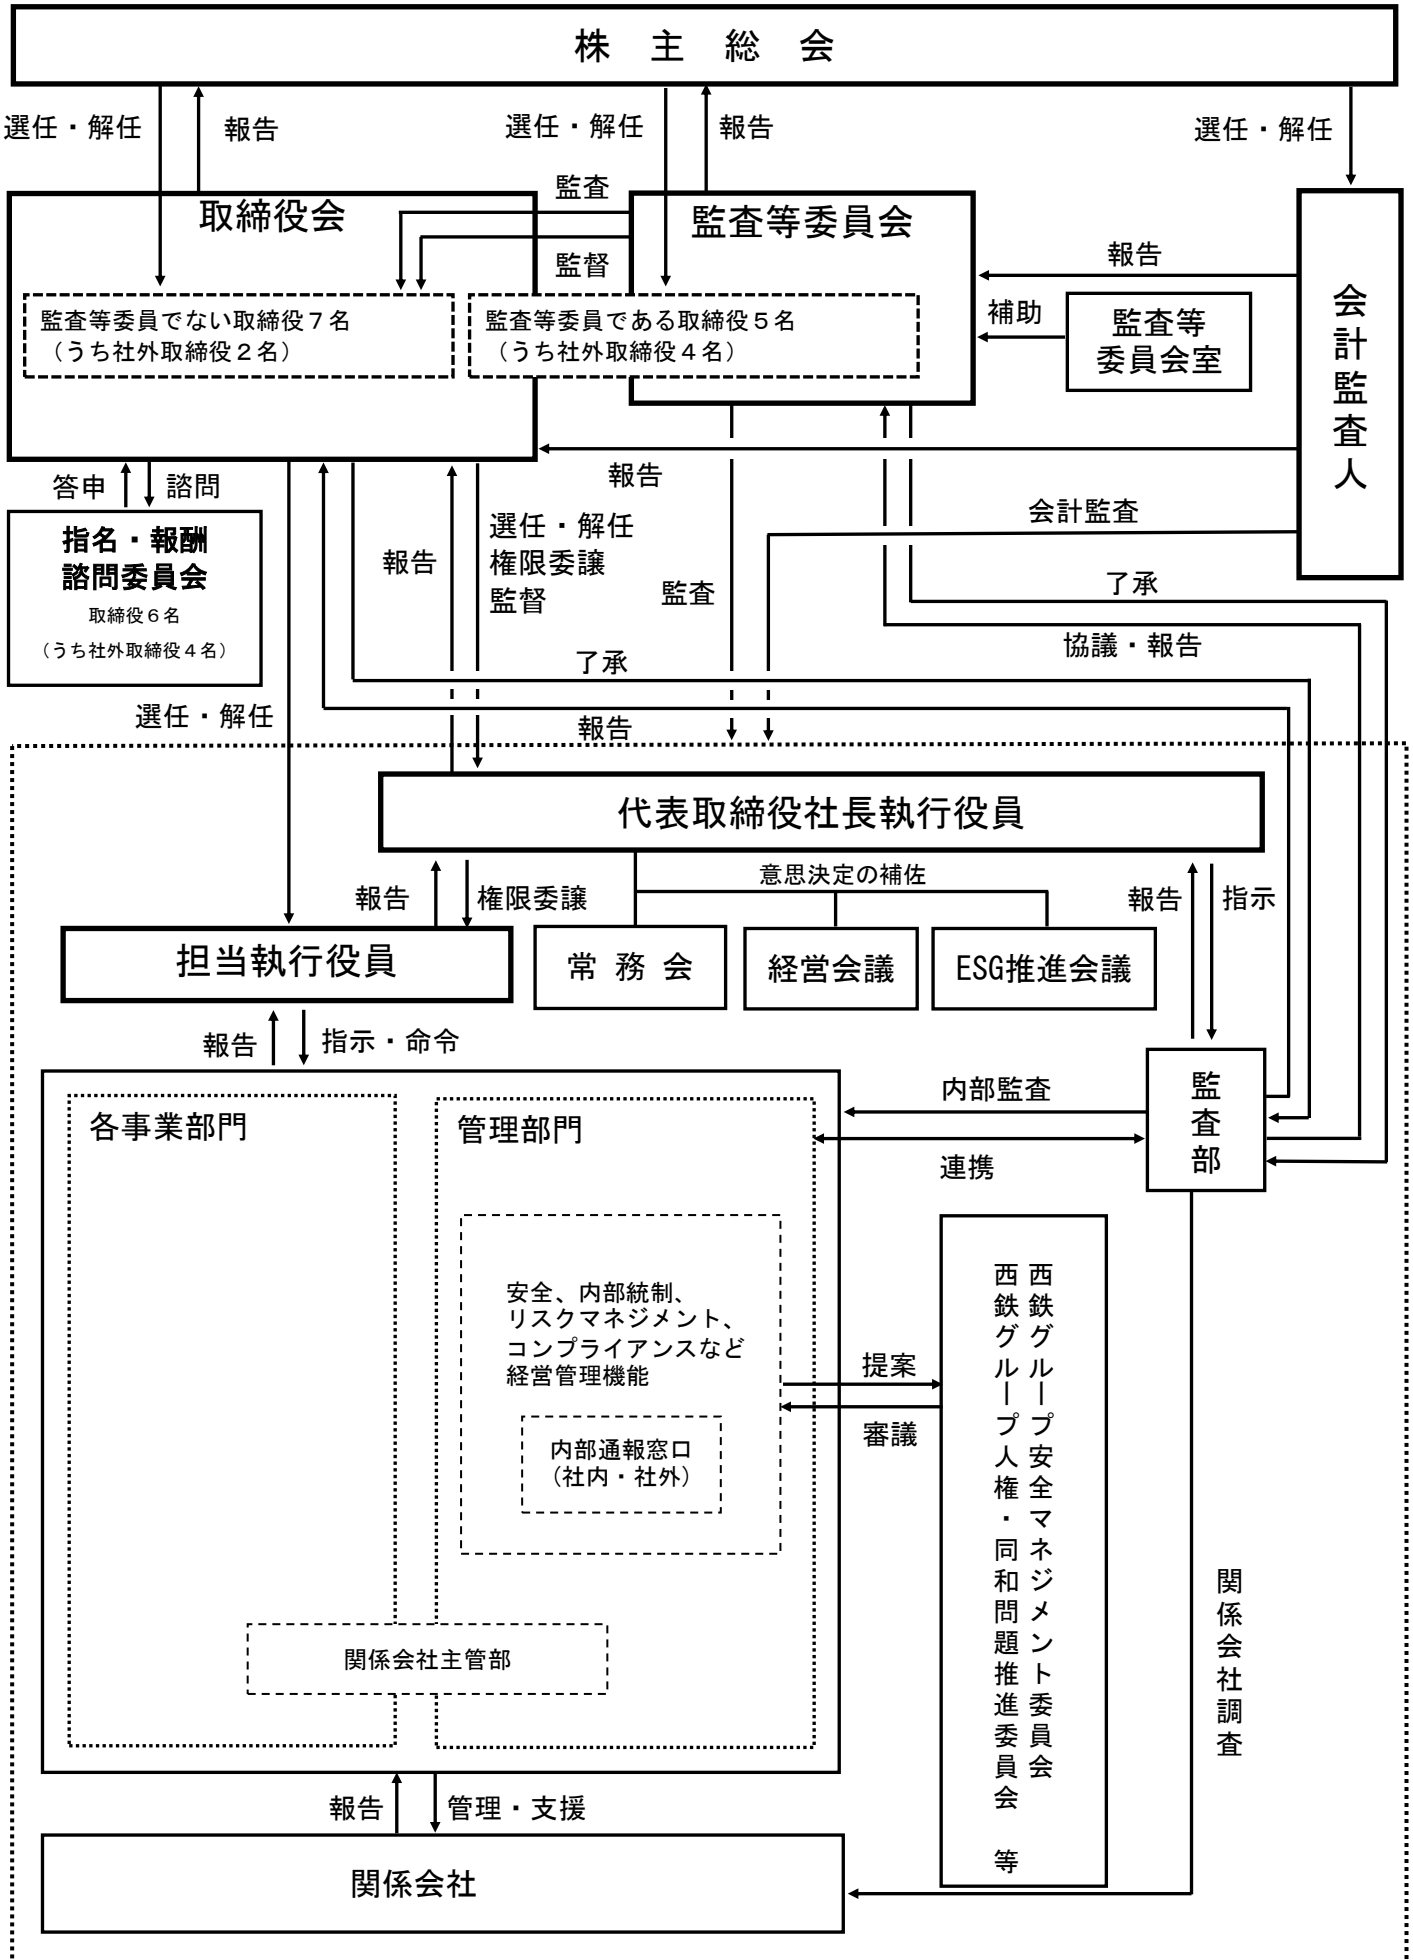 株 主 総 会
選任・解任
報告
選任・解任
報告
選任・解任
取締役会
監査
監督
監査等委員会
報告
補助
監査等
委員会室
会計監査人
監査等委員でない取締役７名
（うち社外取締役２名）
監査等委員である取締役５名
（うち社外取締役４名）
答申
諮問
報告
会計監査
指名・報酬
諮問委員会
取締役６名
（うち社外取締役４名）
報告
選任・解任
権限委譲
監督
監査
了承
協議・報告
了承
選任・解任
報告
代表取締役社長執行役員
意思決定の補佐
報告
権限委譲
報告
指示
担当執行役員
常 務 会
経営会議
ESG推進会議
報告
指示・命令
監査部
内部監査
連携
各事業部門
管理部門
安全、内部統制、
リスクマネジメント、
コンプライアンスなど
経営管理機能
内部通報窓口
（社内・社外）
提案
審議
西鉄グループ安全マネジメント委員会
西鉄グループ人権・同和問題推進委員会 等
関係会社調査
関係会社主管部
報告
管理・支援
関係会社